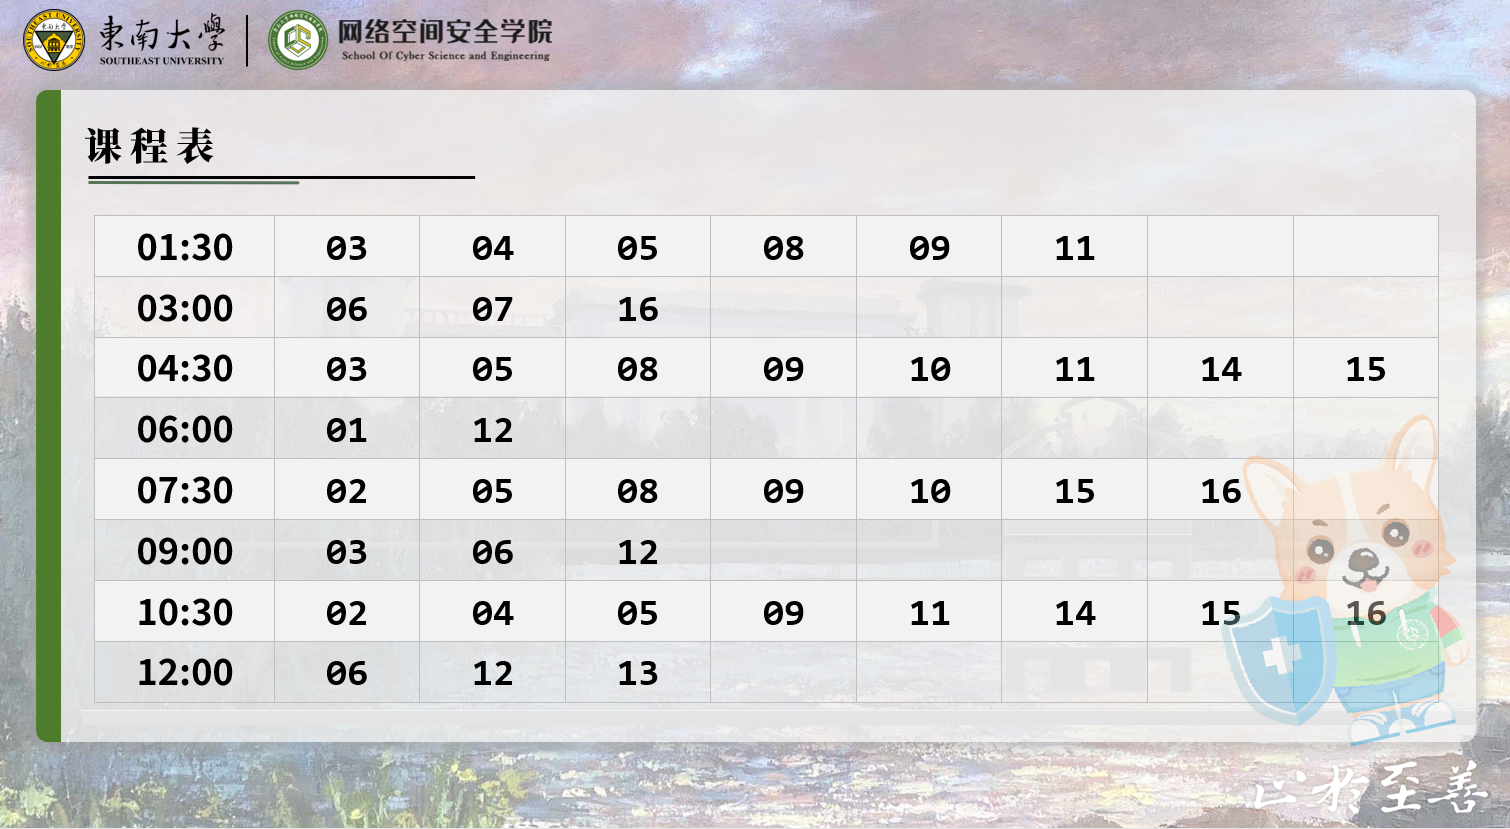 東南大學
SOUTHEAST UNIVERSITY
网络空间安全学院
School Of Cyber Science and Engineering
课程表
01:30 03 04 05 08 09 11
03:00 06 07 16
04:30 03 05 08 09 10 11 14 15
06:00 01 12
07:30 02 05 08 09 10 15 16
09:00 03 06 12
10:30 02 04 05 09 11 14 15 16
12:00 06 12 13
止於至善